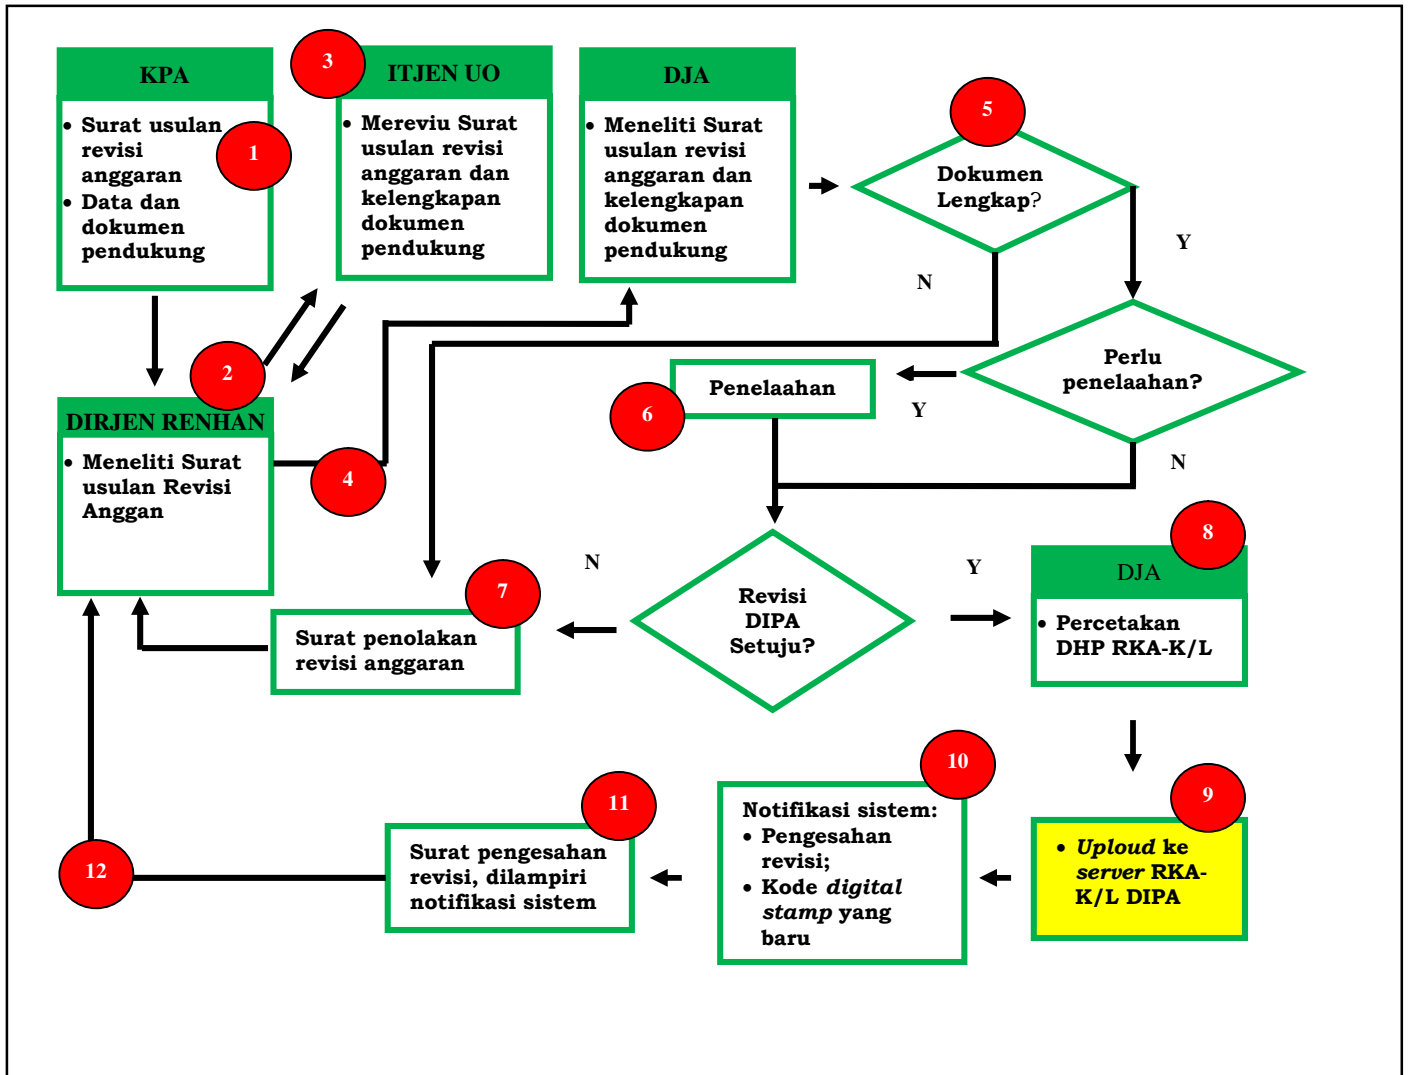 KPA
• Surat usulan
revisi
anggaran
• Data dan
dokumen
pendukung
1
3
ITJEN UO
• Mereviu Surat
usulan revisi
anggaran dan
kelengkapan
dokumen
pendukung
DJA
• Meneliti Surat
usulan revisi
anggaran dan
kelengkapan
dokumen
pendukung
5
Dokumen
Lengkap?
Y
N
2
DIRJEN RENHAN
• Meneliti Surat
usulan Revisi
Anggan
4
Perlu
penelaahan?
Y
N
Penelaahan
6
Revisi
DIPA
Setuju?
N
Y
7
Surat penolakan
revisi anggaran
8
DJA
• Percetakan
DHP RKA-K/L
9
• Uploud ke
server RKA-
K/L DIPA
10
Notifikasi sistem:
• Pengesahan
revisi;
• Kode digital
stamp yang
baru
11
Surat pengesahan
revisi, dilampiri
notifikasi sistem
12